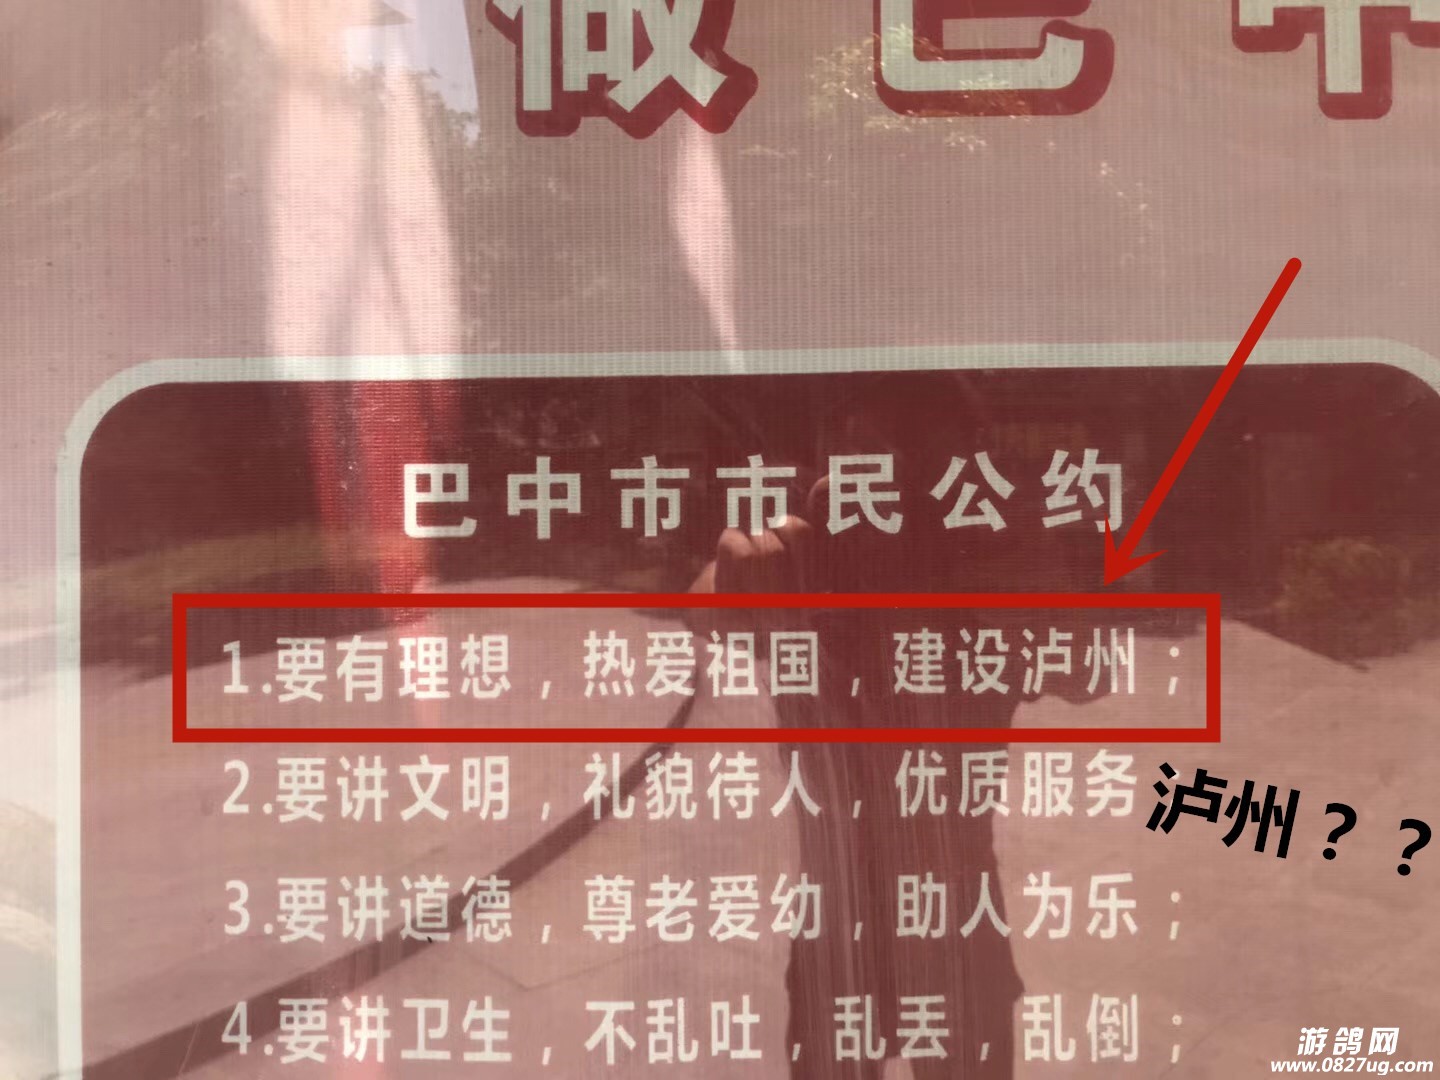 做巴中
巴中市市民公约
1.要有理想，热爱祖国，建设泸州；
2.要讲文明，礼貌待人，优质服务；
泸州？？
3.要讲道德，尊老爱幼，助人为乐；
4.要讲卫生，不乱吐，乱丢，乱倒；
游鸽网
www.0827ug.com